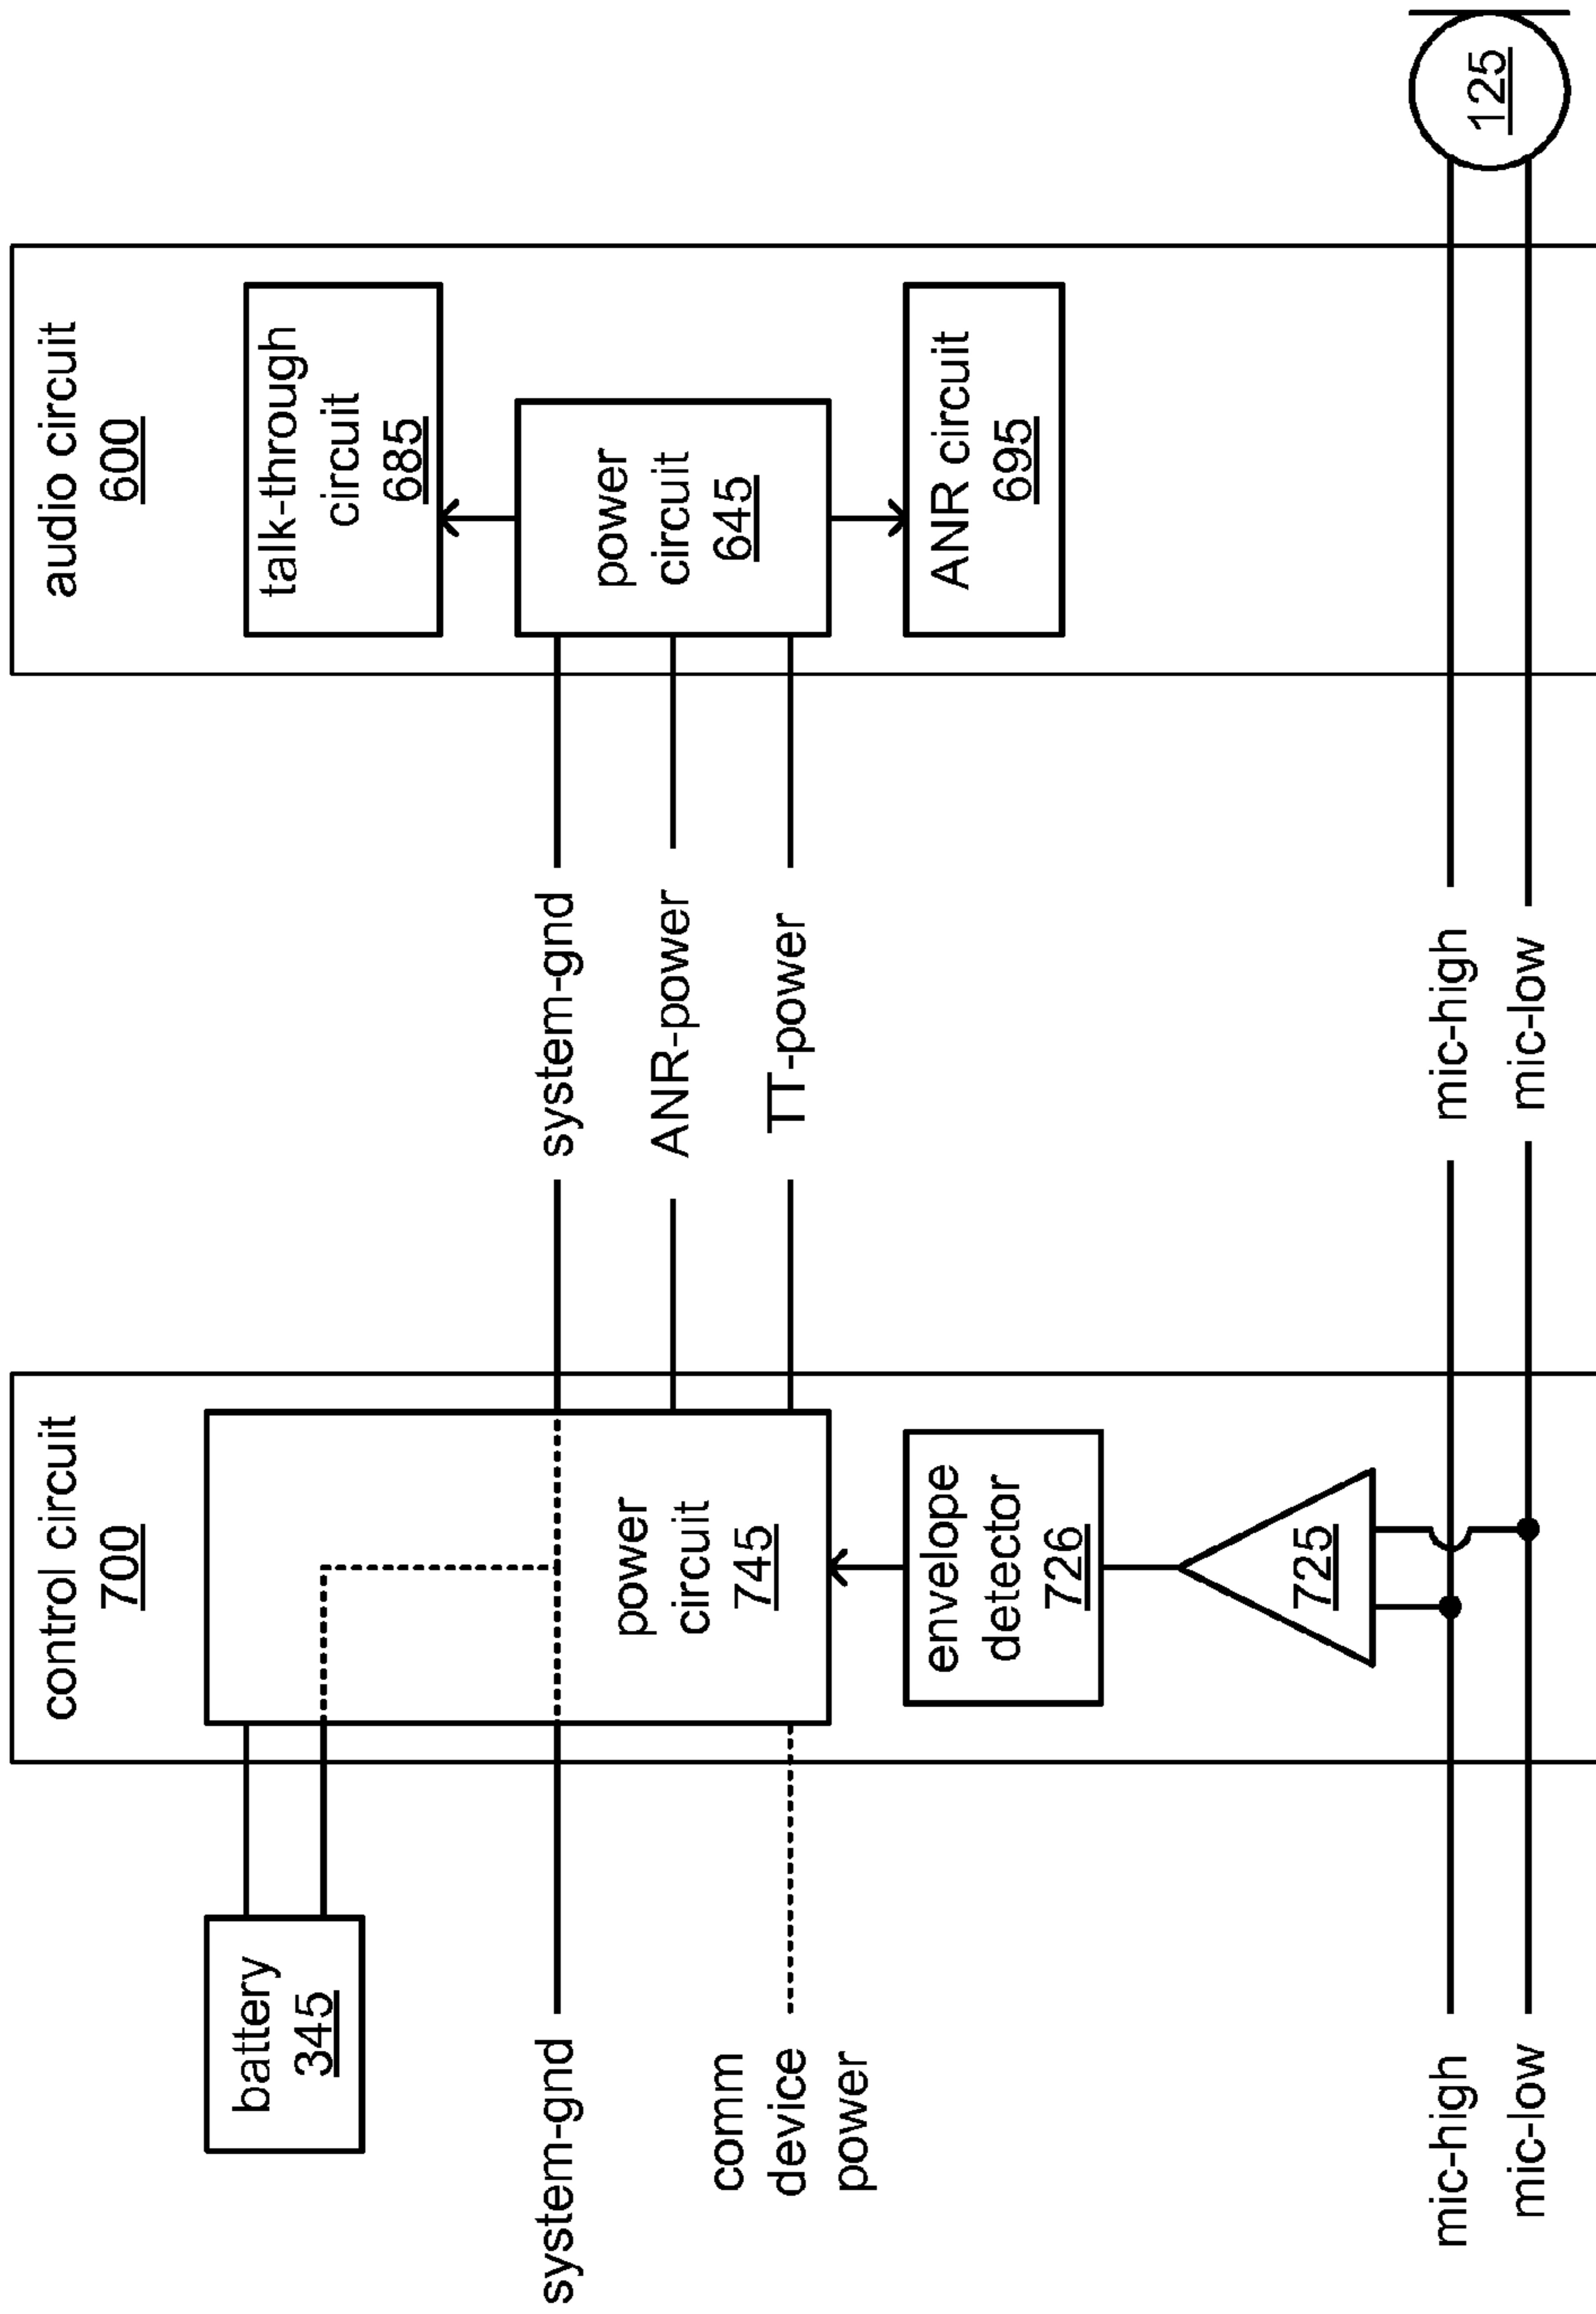 battery
345
system-gnd
comm
device
power
mic-high
mic-low
control circuit
700
power
circuit
745
envelope
detector
726
725
system-gnd
ANR-power
TT-power
mic-high
mic-low
audio circuit
600
talk-through
circuit
685
power
circuit
645
ANR circuit
695
125